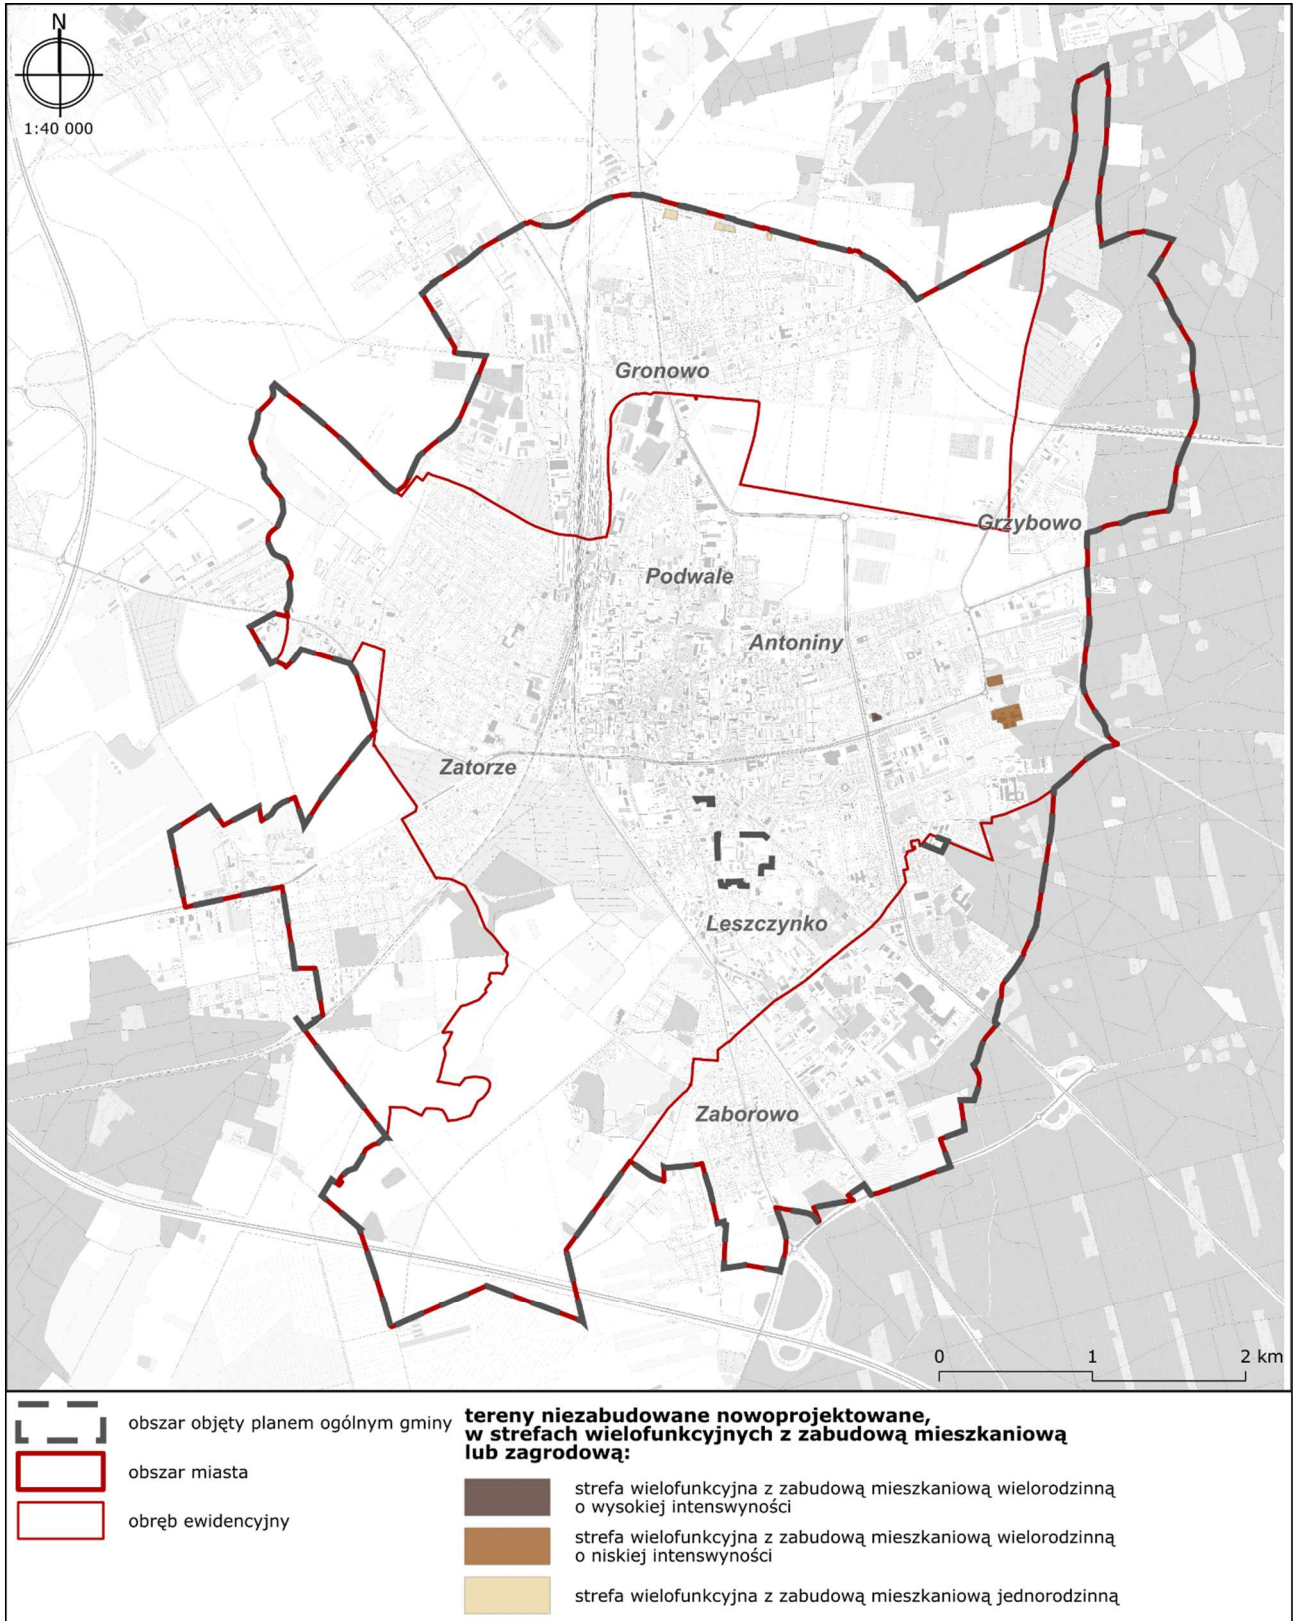 N
1:40 000
Gronowo
Grzybowo
Podwale
Antoniny
Zatorze
Leszczynko
Zaborowo
0 1 2 km
obszar objęty planem ogólnym gminy
obszar miasta
obręb ewidencyjny
tereny niezabudowane nowoprojektowane,
w strefach wielofunkcyjnych z zabudową mieszkaniową
lub zagrodową:
strefa wielofunkcyjna z zabudową mieszkaniową wielorodzinną
o wysokiej intenswyności
strefa wielofunkcyjna z zabudową mieszkaniową wielorodzinną
o niskiej intenswyności
strefa wielofunkcyjna z zabudową mieszkaniową jednorodzinną